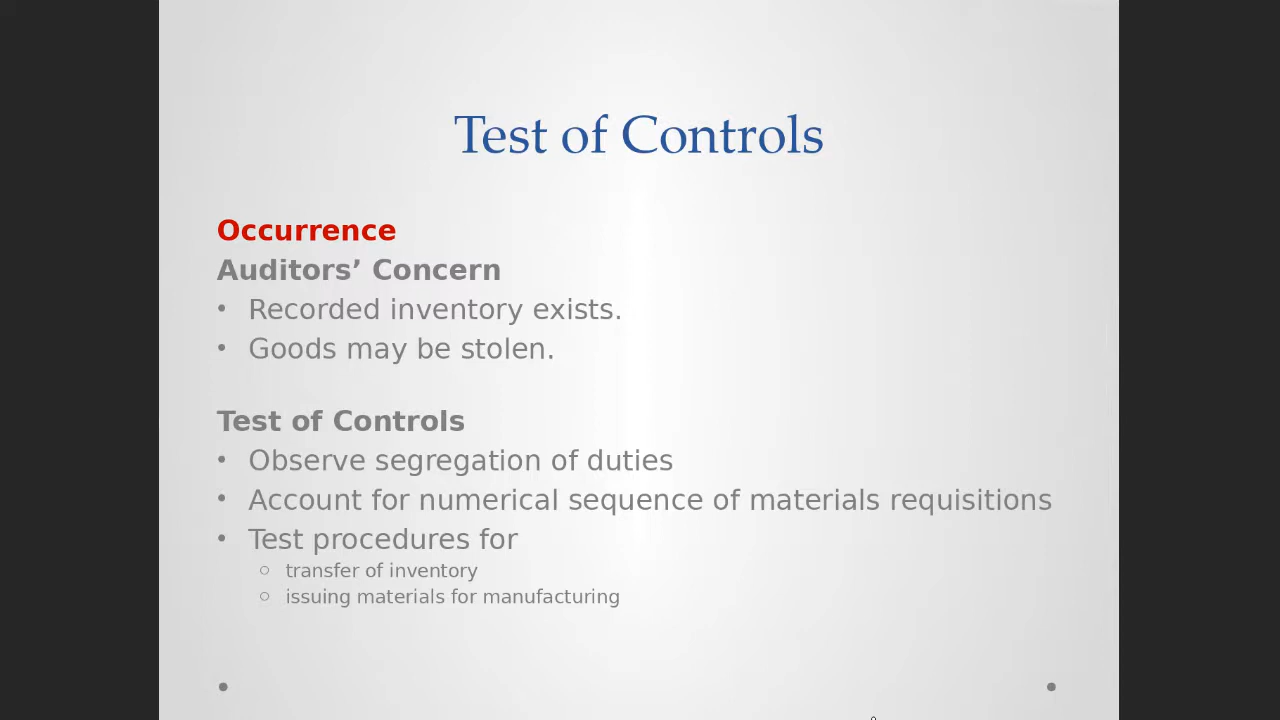 Test of Controls
Occurrence
Auditors’ Concern
• Recorded inventory exists.
• Goods may be stolen.
Test of Controls
• Observe segregation of duties
• Account for numerical sequence of materials requisitions
• Test procedures for
○ transfer of inventory
○ issuing materials for manufacturing